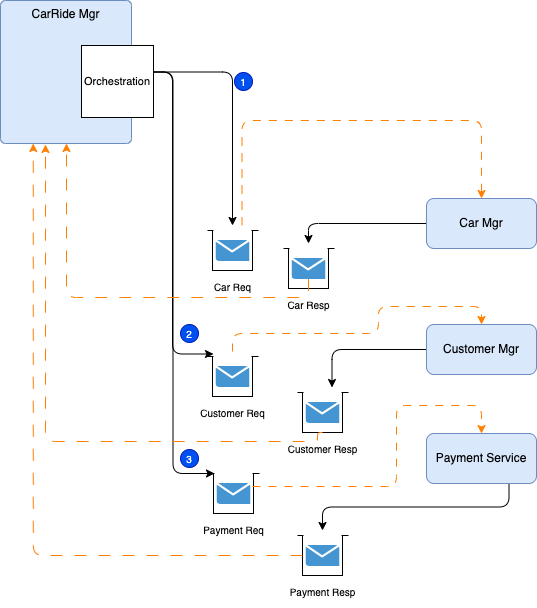 CarRide Mgr
Orchestration
1
Car Mgr
Car Req
Car Resp
2
Customer Mgr
Customer Req
Customer Resp
3
Payment Service
Payment Req
Payment Resp